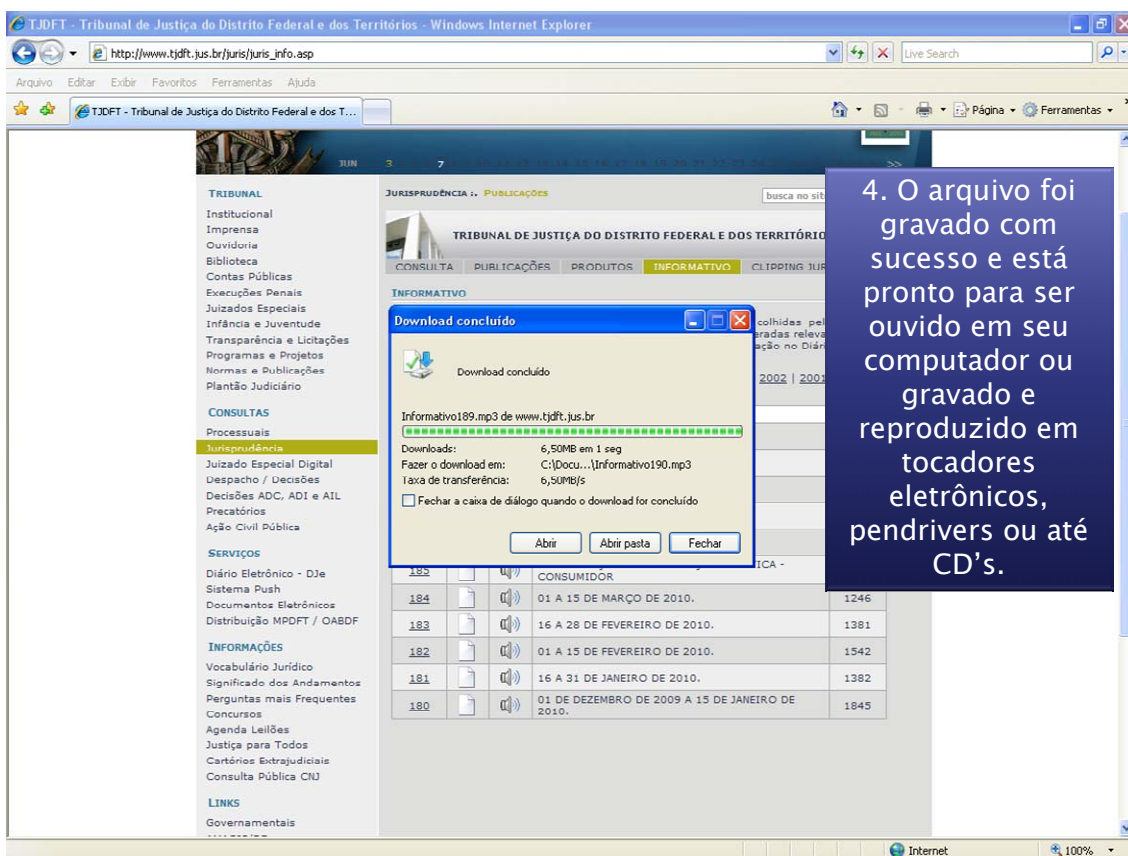 TJDFT - Tribunal de Justiça do Distrito Federal e dos Territórios - Windows Internet Explorer
http://www.tjdft.jus.br/juris/juris_info.asp
Live Search
Arquivo Editar Exibir Favoritos Ferramentas Ajuda
TJDFT - Tribunal de Justiça do Distrito Federal e dos T...
Página
Ferramentas
JUN 3 7
>>
TRIBUNAL
Institucional
Imprensa
Ouvidoria
Biblioteca
Contas Públicas
Execuções Penais
Juizados Especiais
Infância e Juventude
Transparência e Licitações
Programas e Projetos
Normas e Publicações
Plantão Judiciário
CONSULTAS
Processuais
Jurisprudência
Juizado Especial Digital
Despacho / Decisões
Decisões ADC, ADI e AIL
Precatórios
Ação Civil Pública
SERVIÇOS
Diário Eletrônico - DJe
Sistema Push
Documentos Eletrônicos
Distribuição MPDFT / OABDF
INFORMAÇÕES
Vocabulário Jurídico
Significado dos Andamentos
Perguntas mais Frequentes
Concursos
Agenda Leilões
Justiça para Todos
Cartórios Extrajudiciais
Consulta Pública CNJ
LINKS
Governamentais
JURISPRUDÊNCIA :. PUBLICAÇÕES
busca no sit
TRIBUNAL DE JUSTIÇA DO DISTRITO FEDERAL E DOS TERRITÓRIO
CONSULTA PUBLICAÇÕES PRODUTOS INFORMATIVO CLIPPING JUR
INFORMATIVO
colhidas pel
eradas releva
ação no Diári
2002 | 2001
Download concluído
Download concluído
Informativo189.mp3 de www.tjdft.jus.br
Downloads: 6,50MB em 1 seg
Fazer o download em: C:\Docu...\Informativo190.mp3
Taxa de transferência: 6,50MB/s
Fechar a caixa de diálogo quando o download for concluído
Abrir Abrir pasta Fechar
185 ICA -
CONSUMIDOR
184 01 A 15 DE MARÇO DE 2010. 1246
183 16 A 28 DE FEVEREIRO DE 2010. 1381
182 01 A 15 DE FEVEREIRO DE 2010. 1542
181 16 A 31 DE JANEIRO DE 2010. 1382
180 01 DE DEZEMBRO DE 2009 A 15 DE JANEIRO DE
2010. 1845
4. O arquivo foi
gravado com
sucesso e está
pronto para ser
ouvido em seu
computador ou
gravado e
reproduzido em
tocadores
eletrônicos,
pendrivers ou até
CD's.
Internet
100%